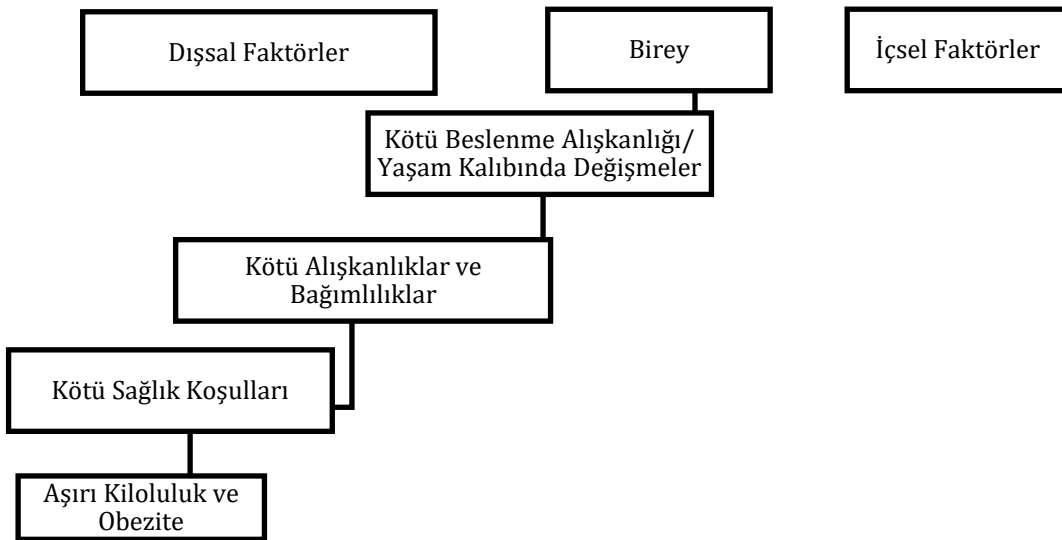 Dışsal Faktörler
Birey
İçsel Faktörler
Kötü Beslenme Alışkanlığı/
Yaşam Kalıbında Değişmeler
Kötü Alışkanlıklar ve
Bağımlılıklar
Kötü Sağlık Koşulları
Aşırı Kiloluluk ve
Obezite